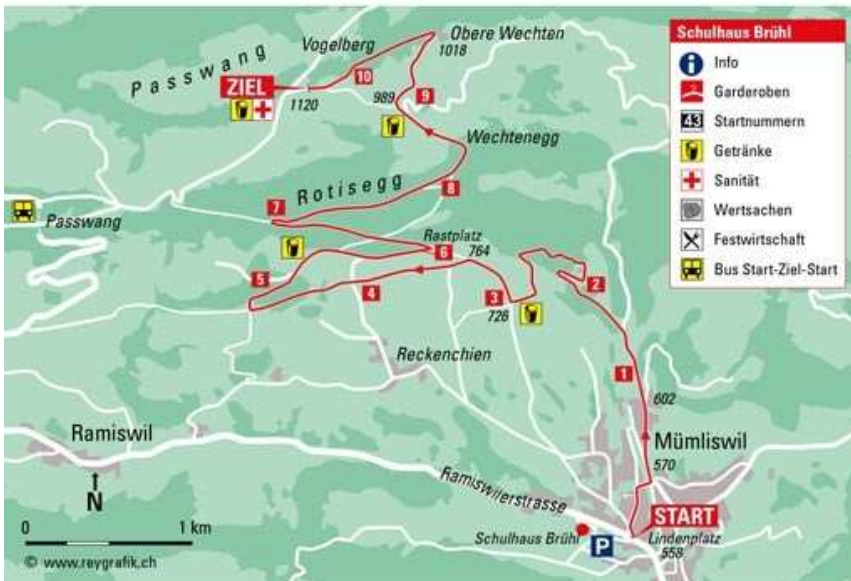 Schulhaus Brühl
Info
Garderoben
43 Startnummern
Getränke
Sanität
Wertsachen
Festwirtschaft
Bus Start-Ziel-Start
Obere Wechten
1018
Vogelberg
Passwang
10
ZIEL
1120
989
9
Wechtenegg
8
Rotisegg
7
Passwang
Rastplatz
6
764
5
4
3
726
2
1
Reckenchien
602
Ramiswil
Mümliswil
570
N
Ramiswilerstrasse
START
Lindenplatz
558
Schulhaus Brühl
P
0 1 km
© www.reygrafik.ch